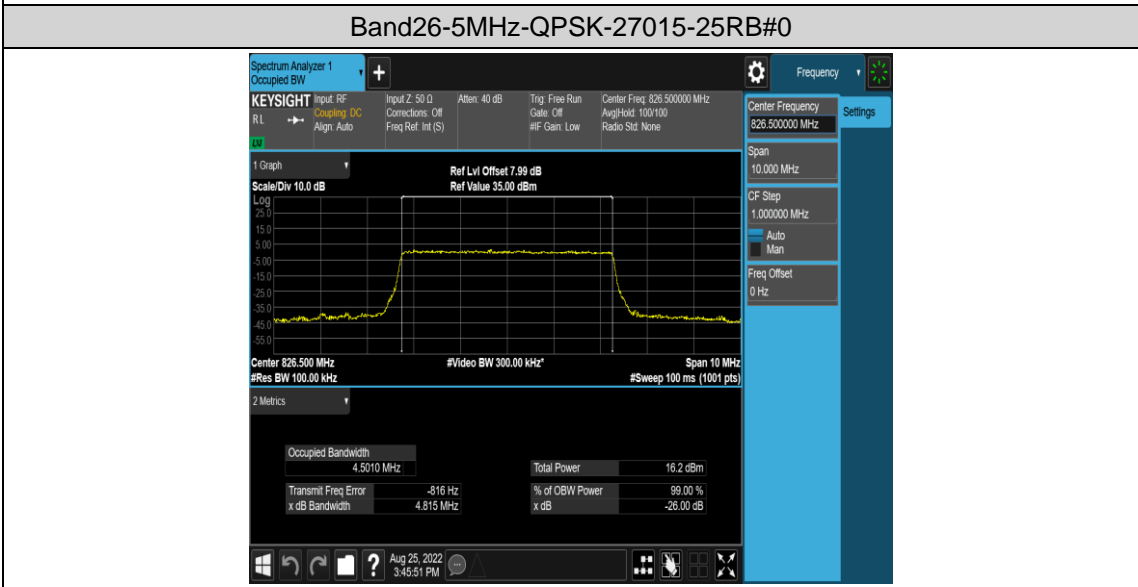 Band26-5MHz-QPSK-27015-25RB#0
Spectrum Analyzer 1
Occupied BW
+
Frequency
KEYSIGHT
RL
Input: RF
Coupling: DC
Align: Auto
Input Z: 50 Ω
Corrections: Off
Freq Ref: Int (S)
Atten: 40 dB
Trig: Free Run
Gate: Off
#IF Gain: Low
Center Freq: 826.500000 MHz
Avg|Hold: 100/100
Radio Std: None
LXI
Center Frequency
826.500000 MHz
Settings
Span
10.000 MHz
CF Step
1.000000 MHz
Auto
Man
Freq Offset
0 Hz
1 Graph
Scale/Div 10.0 dB
Ref Lvl Offset 7.99 dB
Ref Value 35.00 dBm
Log
25.0
15.0
5.00
-5.00
-15.0
-25.0
-35.0
-45.0
-55.0
Center 826.500 MHz
#Video BW 300.00 kHz*
Span 10 MHz
#Res BW 100.00 kHz
#Sweep 100 ms (1001 pts)
2 Metrics
Occupied Bandwidth
4.5010 MHz
Total Power 16.2 dBm
Transmit Freq Error -816 Hz
% of OBW Power 99.00 %
x dB Bandwidth 4.815 MHz
x dB -26.00 dB
?
Aug 25, 2022
3:45:51 PM